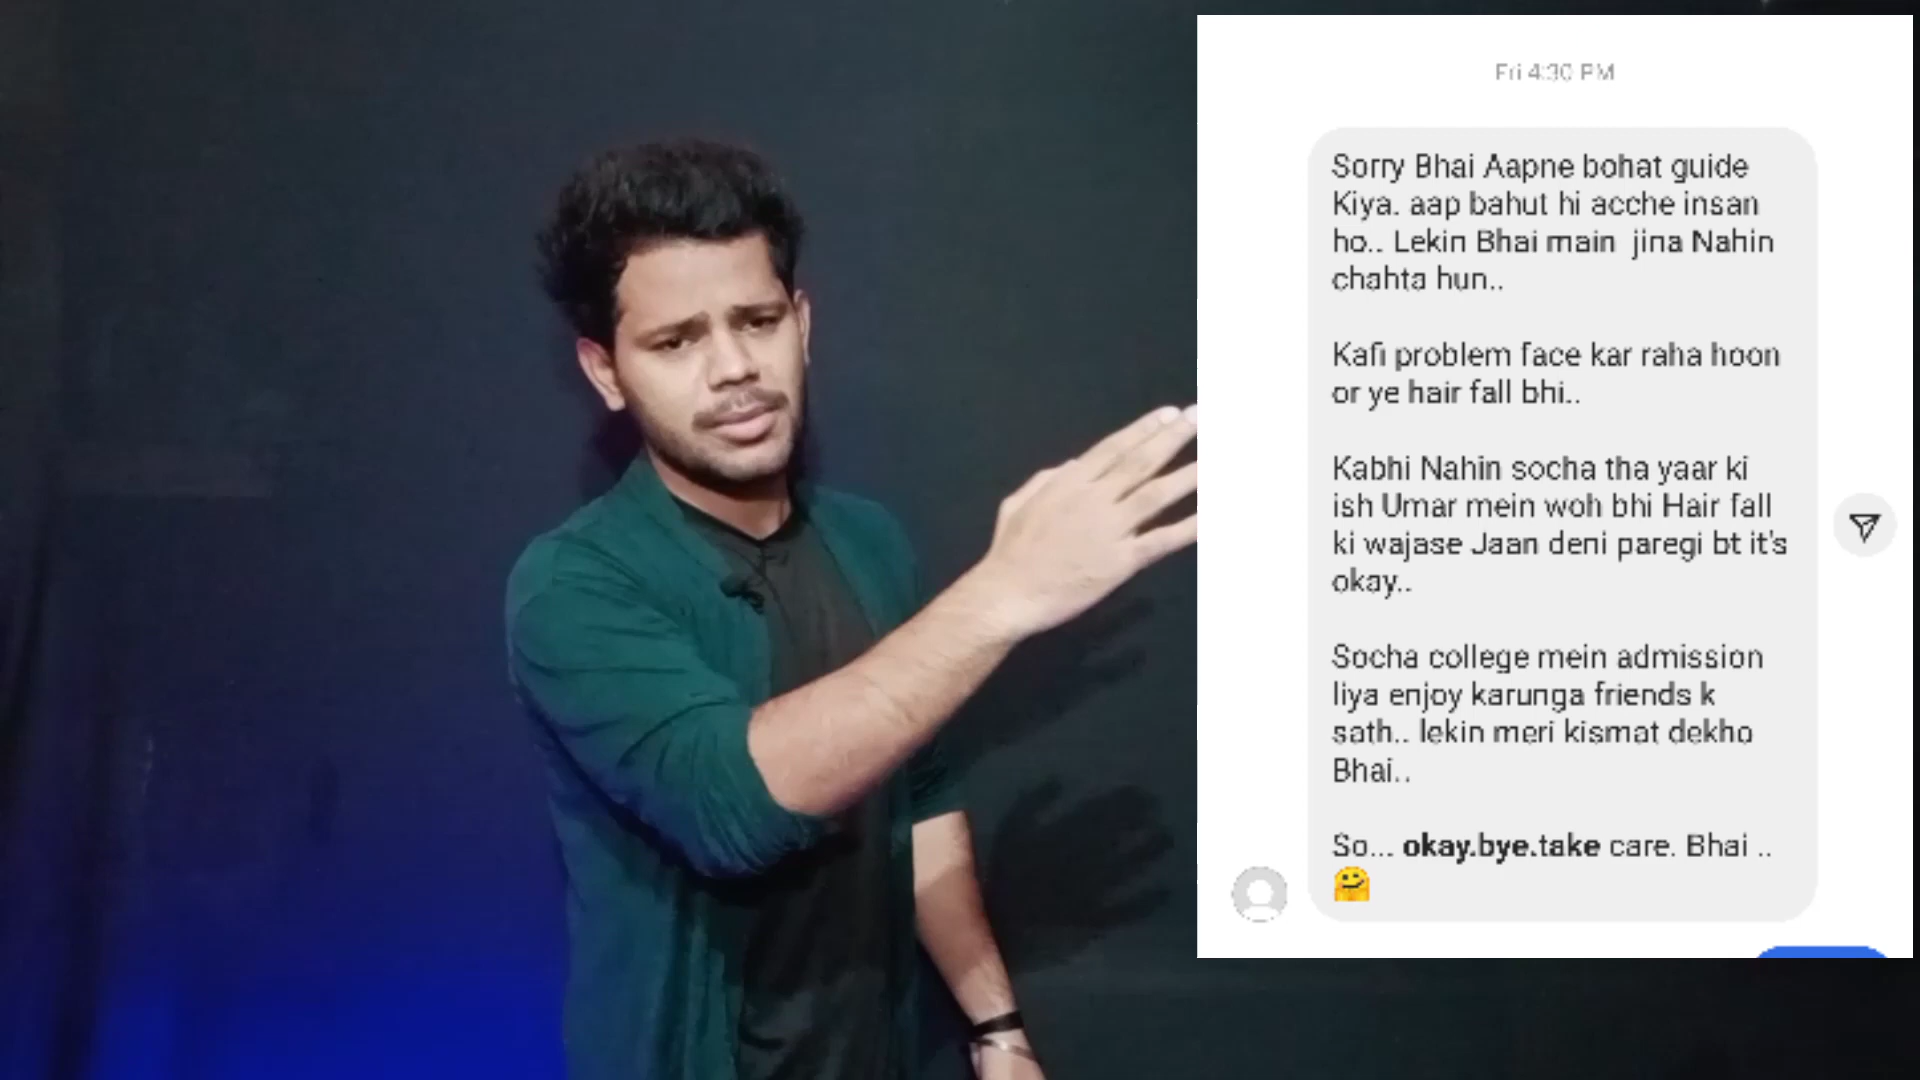 Fri 4:30 PM
Sorry Bhai Aapne bohat guide
Kiya. aap bahut hi acche insan
ho.. Lekin Bhai main jina Nahin
chahta hun..
Kafi problem face kar raha hoon
or ye hair fall bhi..
Kabhi Nahin socha tha yaar ki
ish Umar mein woh bhi Hair fall
ki wajase Jaan deni paregi bt it's
okay..
Socha college mein admission
liya enjoy karunga friends k
sath.. lekin meri kismat dekho
Bhai..
So... okay.bye.take care. Bhai ..
🤗